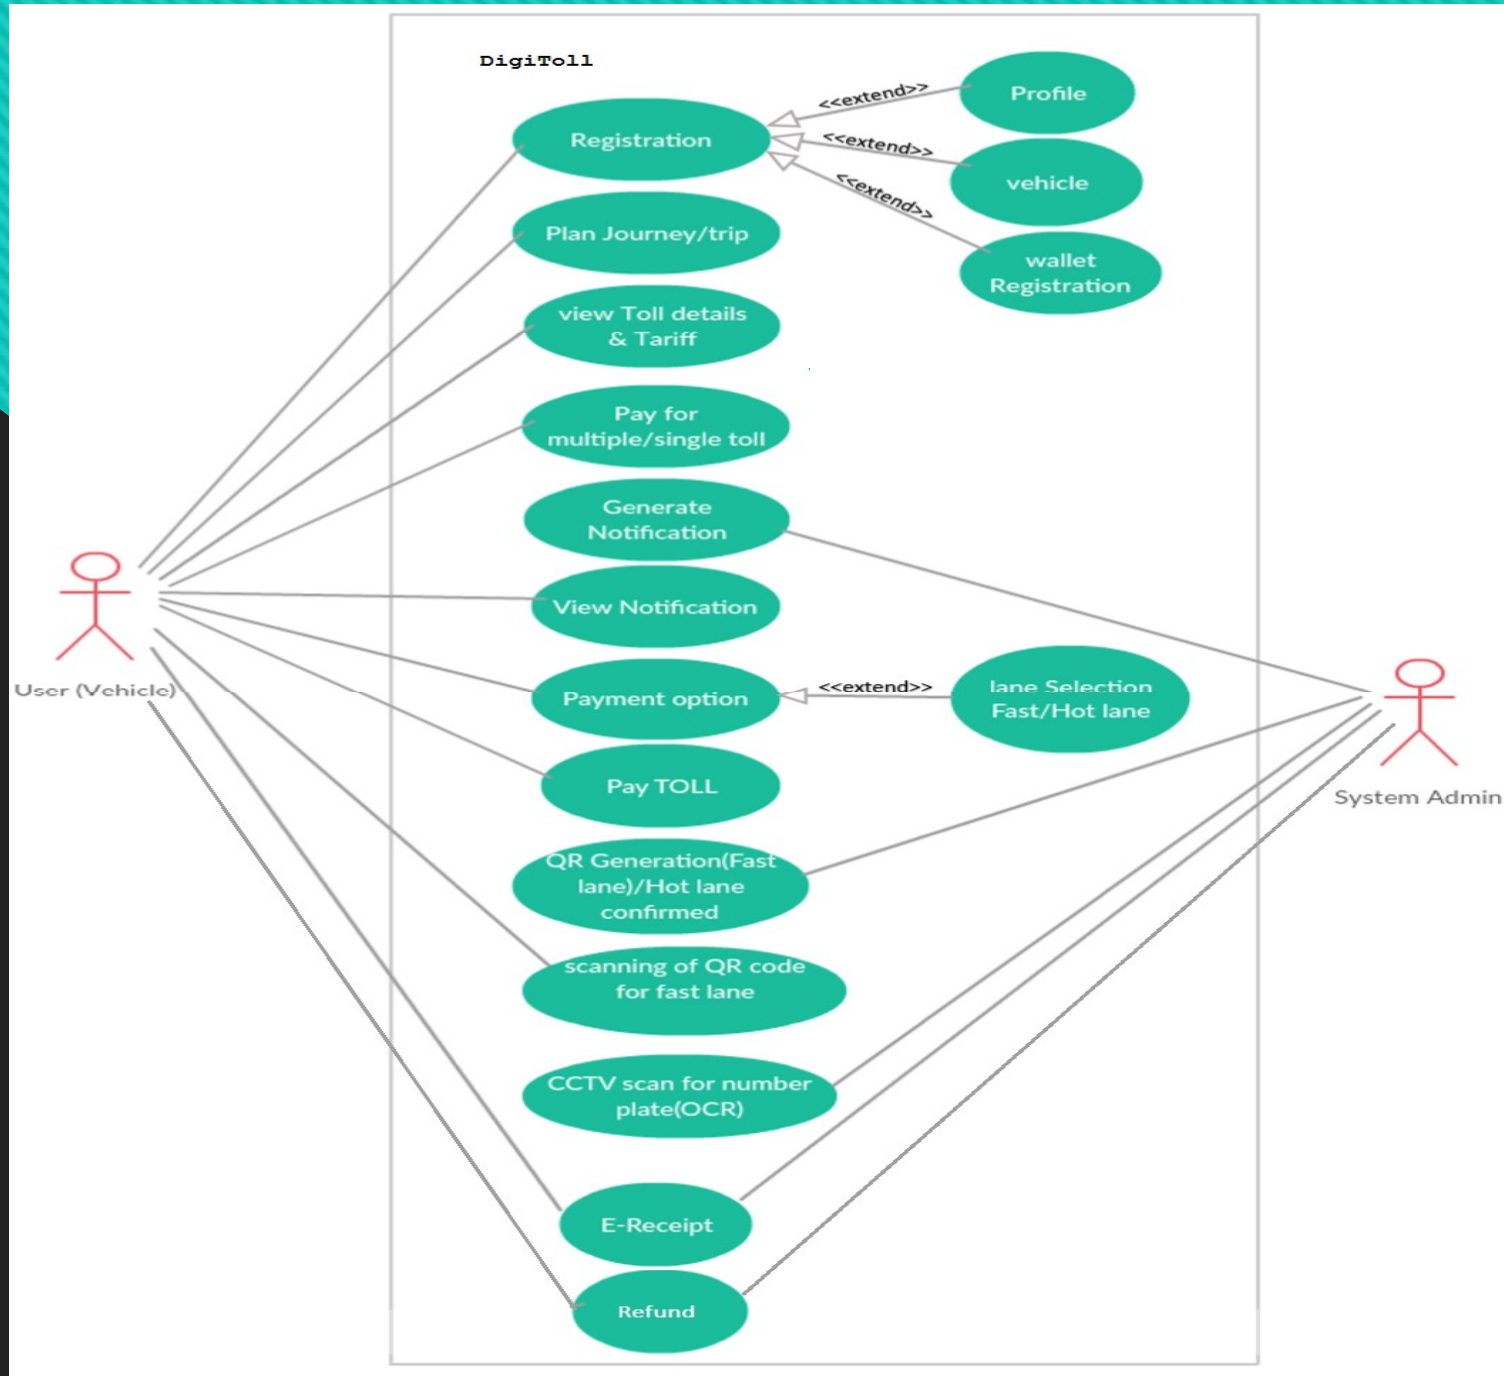 DigiToll
Registration
<<extend>>
Profile
<<extend>>
vehicle
<<extend>>
wallet
Registration
Plan Journey/trip
view Toll details
& Tariff
Pay for
multiple/single toll
Generate
Notification
View Notification
User (Vehicle)
Payment option
<<extend>>
lane Selection
Fast/Hot lane
System Admin
Pay TOLL
QR Generation(Fast
lane)/Hot lane
confirmed
scanning of QR code
for fast lane
CCTV scan for number
plate(OCR)
E-Receipt
Refund